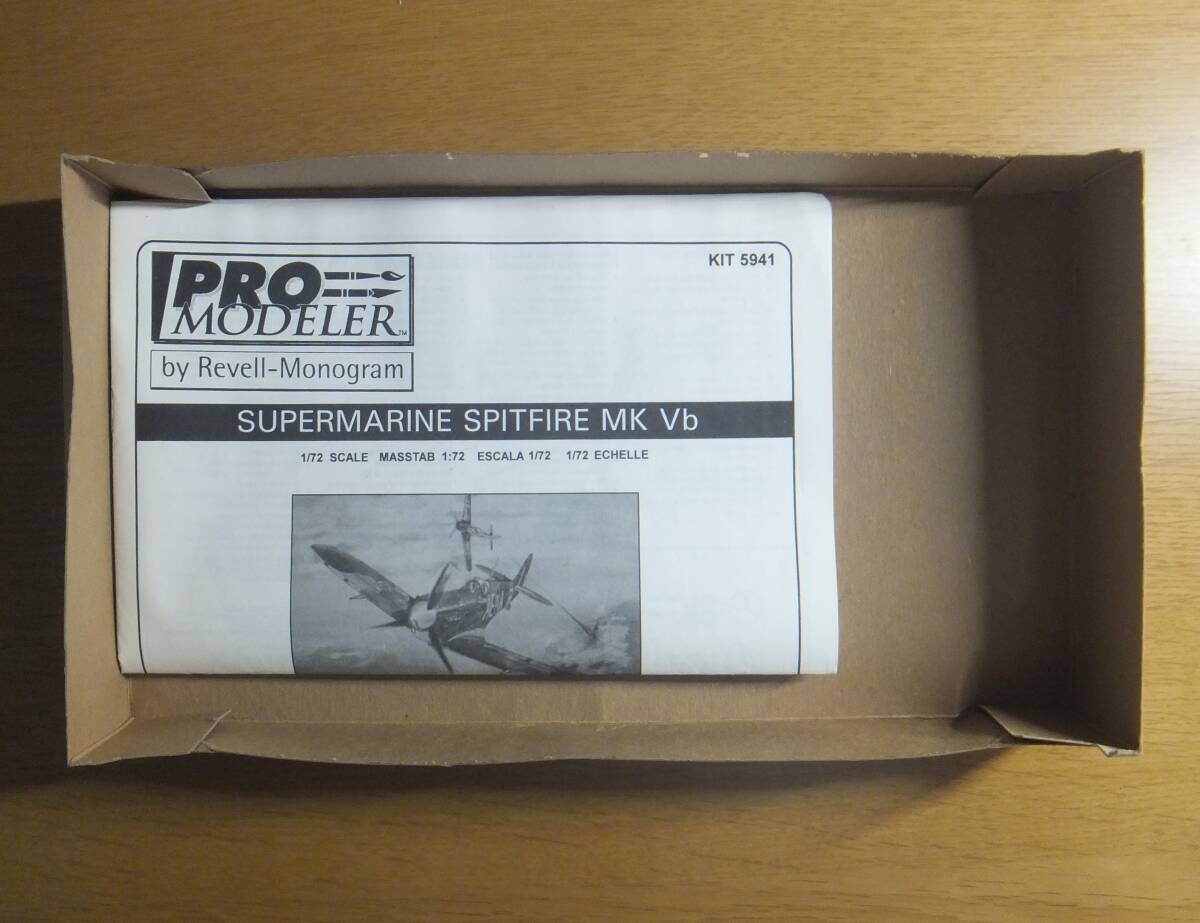 PRO
MODELER™
KIT 5941
by Revell-Monogram
SUPERMARINE SPITFIRE MK Vb
1/72 SCALE MASSTAB 1:72 ESCALA 1/72 1/72 ECHELLE